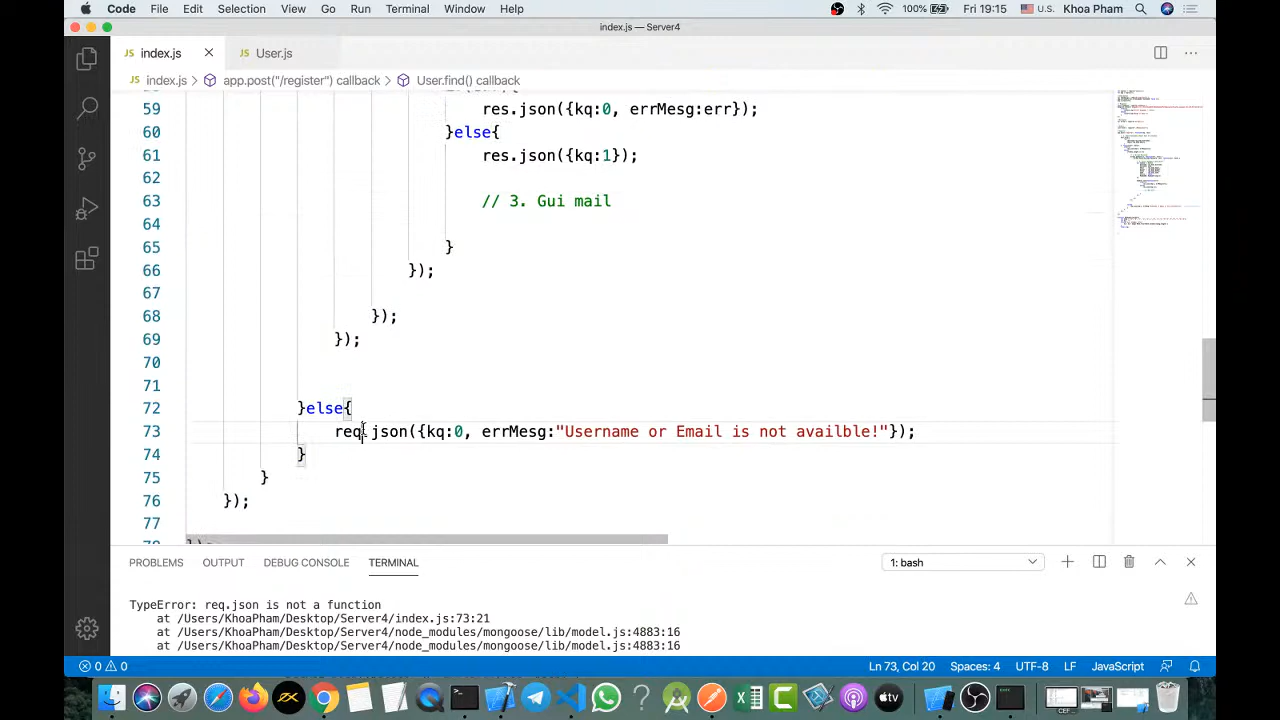 Code File Edit Selection View Go Run Terminal Window Help 100% Fri 19:15 U.S. Khoa Pham
index.js — Server4
JS index.js × JS User.js
JS index.js > app.post("/register") callback > User.find() callback
59 res.json({kq:0, errMesg:err});
60 }else{
61 res.json({kq:1});
62
63 // 3. Gui mail
64
65 }
66 });
67
68 });
69 });
70
71
72 }else{
73 req.json({kq:0, errMesg:"Username or Email is not availble!"});
74 }
75 }
76 });
77
PROBLEMS OUTPUT DEBUG CONSOLE TERMINAL 1: bash
TypeError: req.json is not a function
at /Users/KhoaPham/Desktop/Server4/index.js:73:21
at /Users/KhoaPham/Desktop/Server4/node_modules/mongoose/lib/model.js:4883:16
at /Users/KhoaPham/Desktop/Server4/node_modules/mongoose/lib/model.js:4883:16
0 0 Ln 73, Col 20 Spaces: 4 UTF-8 LF JavaScript
tv